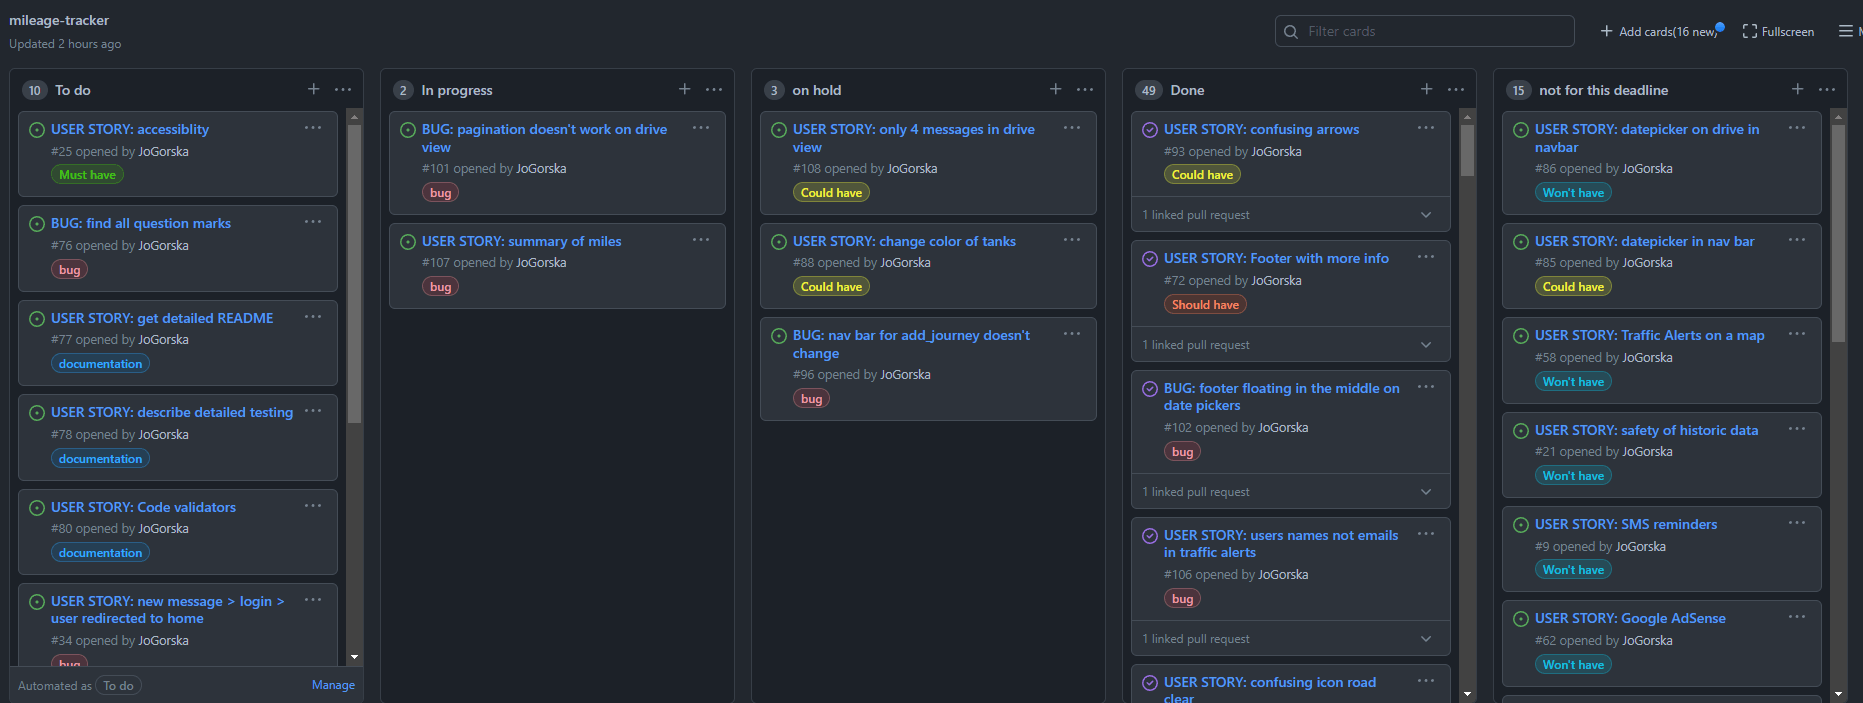 mileage-tracker
Updated 2 hours ago
Filter cards
Add cards(16 new)
Fullscreen
10 To do
USER STORY: accessiblity
#25 opened by JoGorska
Must have
BUG: find all question marks
#76 opened by JoGorska
bug
USER STORY: get detailed README
#77 opened by JoGorska
documentation
USER STORY: describe detailed testing
#78 opened by JoGorska
documentation
USER STORY: Code validators
#80 opened by JoGorska
documentation
USER STORY: new message > login >
user redirected to home
#34 opened by JoGorska
bug
Automated as To do
Manage
2 In progress
BUG: pagination doesn't work on drive
view
#101 opened by JoGorska
bug
USER STORY: summary of miles
#107 opened by JoGorska
bug
3 on hold
USER STORY: only 4 messages in drive
view
#108 opened by JoGorska
Could have
USER STORY: change color of tanks
#88 opened by JoGorska
Could have
BUG: nav bar for add_journey doesn't
change
#96 opened by JoGorska
bug
49 Done
USER STORY: confusing arrows
#93 opened by JoGorska
Could have
1 linked pull request
USER STORY: Footer with more info
#72 opened by JoGorska
Should have
1 linked pull request
BUG: footer floating in the middle on
date pickers
#102 opened by JoGorska
bug
1 linked pull request
USER STORY: users names not emails
in traffic alerts
#106 opened by JoGorska
bug
1 linked pull request
USER STORY: confusing icon road
clear
15 not for this deadline
USER STORY: datepicker on drive in
navbar
#86 opened by JoGorska
Won't have
USER STORY: datepicker in nav bar
#85 opened by JoGorska
Could have
USER STORY: Traffic Alerts on a map
#58 opened by JoGorska
Won't have
USER STORY: safety of historic data
#21 opened by JoGorska
Won't have
USER STORY: SMS reminders
#9 opened by JoGorska
Won't have
USER STORY: Google AdSense
#62 opened by JoGorska
Won't have